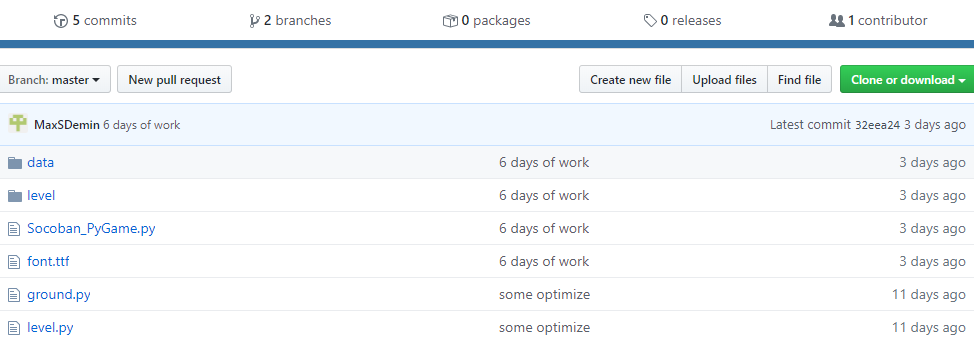 5 commits 2 branches 0 packages 0 releases 1 contributor
Branch: master New pull request Create new file Upload files Find file Clone or download
MaxSDemin 6 days of work Latest commit 32eea24 3 days ago
data 6 days of work 3 days ago
level 6 days of work 3 days ago
Socoban_PyGame.py 6 days of work 3 days ago
font.ttf 6 days of work 3 days ago
ground.py some optimize 11 days ago
level.py some optimize 11 days ago